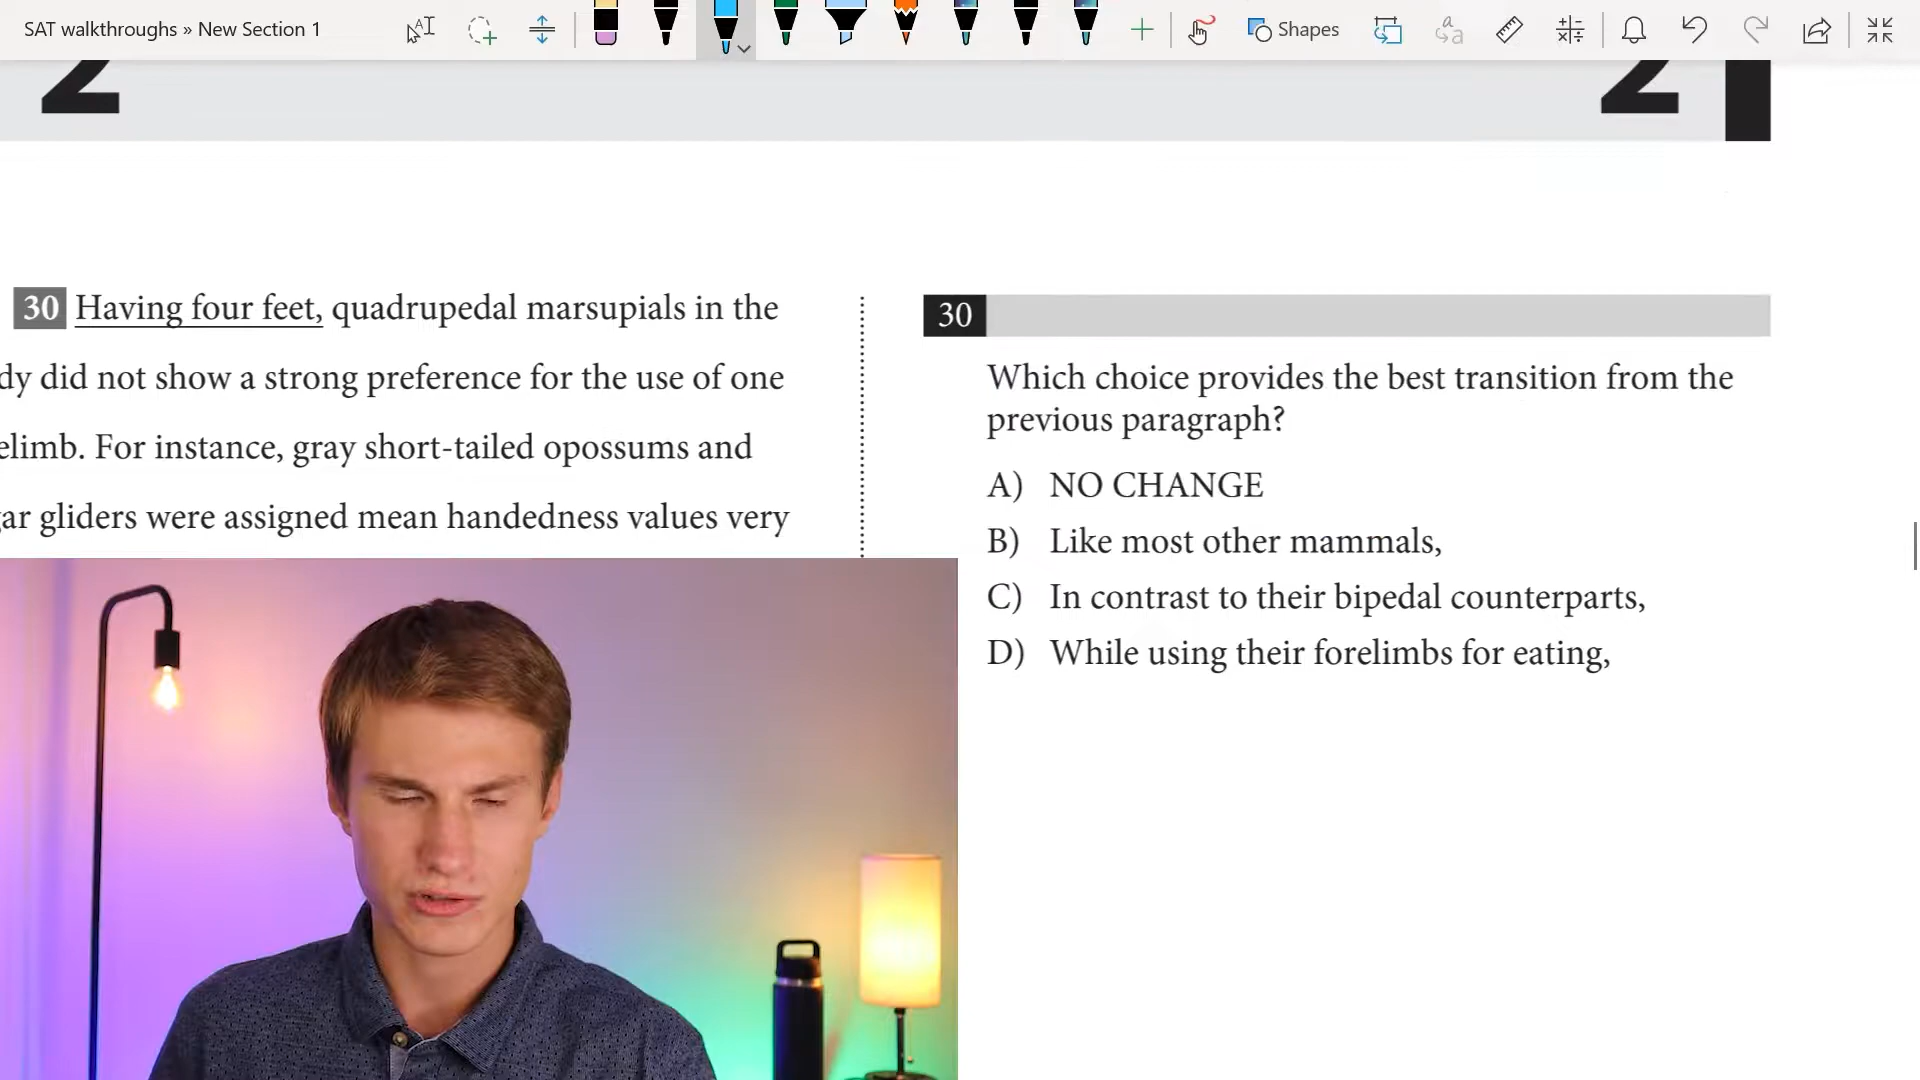 SAT walkthroughs » New Section 1
Shapes
2
2
30 Having four feet, quadrupedal marsupials in the
dy did not show a strong preference for the use of one
elimb. For instance, gray short-tailed opossums and
gar gliders were assigned mean handedness values very
30
Which choice provides the best transition from the
previous paragraph?
A) NO CHANGE
B) Like most other mammals,
C) In contrast to their bipedal counterparts,
D) While using their forelimbs for eating,